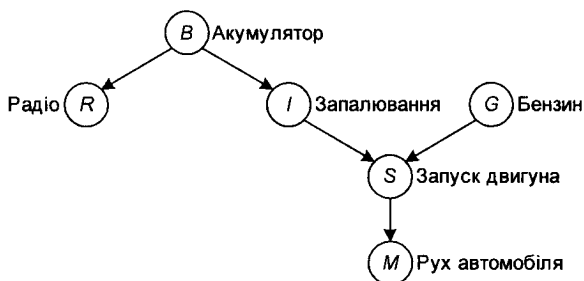 B Акумулятор
Радіо R
I Запалювання
G Бензин
S Запуск двигуна
M Рух автомобіля